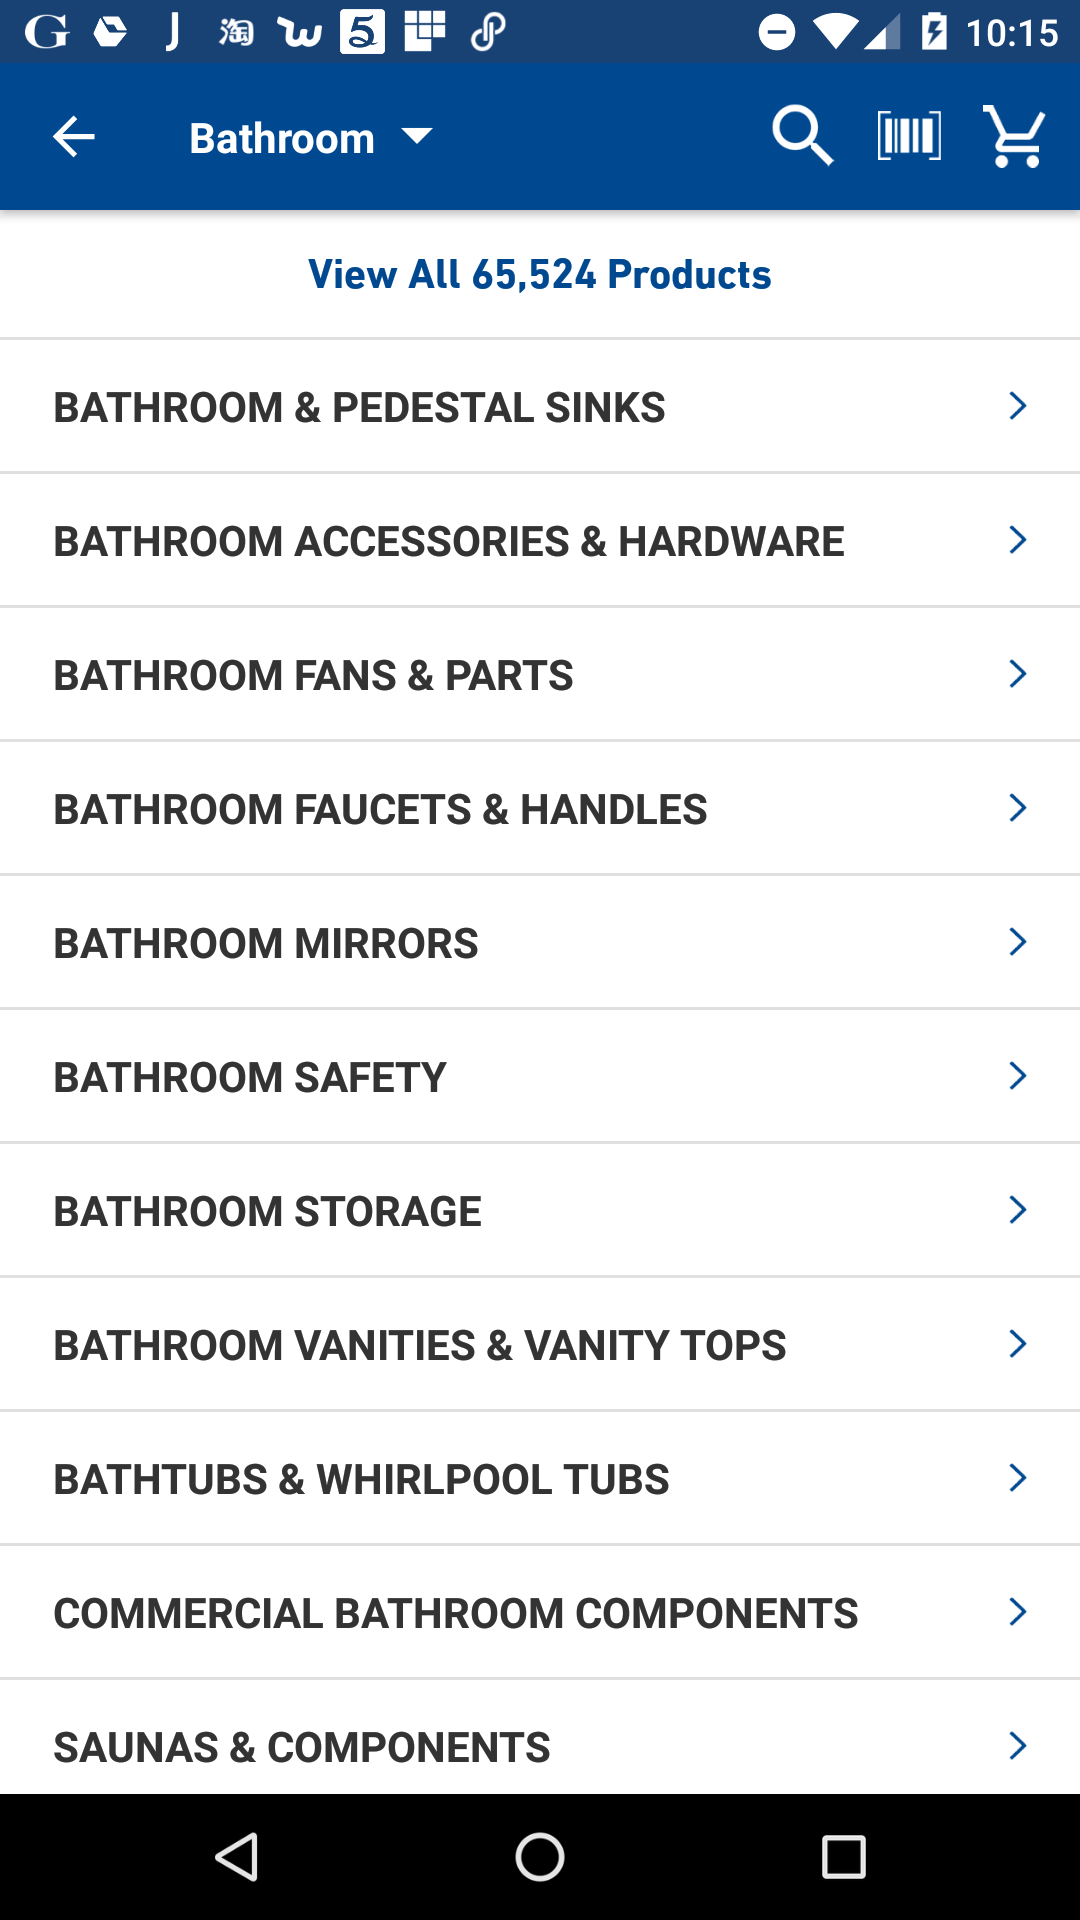 G J 淘 w 5 10:15
Bathroom
View All 65,524 Products
BATHROOM & PEDESTAL SINKS
BATHROOM ACCESSORIES & HARDWARE
BATHROOM FANS & PARTS
BATHROOM FAUCETS & HANDLES
BATHROOM MIRRORS
BATHROOM SAFETY
BATHROOM STORAGE
BATHROOM VANITIES & VANITY TOPS
BATHTUBS & WHIRLPOOL TUBS
COMMERCIAL BATHROOM COMPONENTS
SAUNAS & COMPONENTS